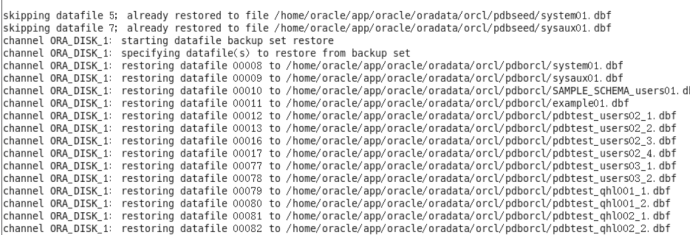 skipping datafile 5; already restored to file /home/oracle/app/oracle/oradata/orcl/pdbseed/system01.dbf
skipping datafile 7; already restored to file /home/oracle/app/oracle/oradata/orcl/pdbseed/sysaux01.dbf
channel ORA_DISK_1: starting datafile backup set restore
channel ORA_DISK_1: specifying datafile(s) to restore from backup set
channel ORA_DISK_1: restoring datafile 00008 to /home/oracle/app/oracle/oradata/orcl/pdborcl/system01.dbf
channel ORA_DISK_1: restoring datafile 00009 to /home/oracle/app/oracle/oradata/orcl/pdborcl/sysaux01.dbf
channel ORA_DISK_1: restoring datafile 00010 to /home/oracle/app/oracle/oradata/orcl/pdborcl/SAMPLE_SCHEMA_users01.db
channel ORA_DISK_1: restoring datafile 00011 to /home/oracle/app/oracle/oradata/orcl/pdborcl/example01.dbf
channel ORA_DISK_1: restoring datafile 00012 to /home/oracle/app/oracle/oradata/orcl/pdborcl/pdbtest_users02_1.dbf
channel ORA_DISK_1: restoring datafile 00013 to /home/oracle/app/oracle/oradata/orcl/pdborcl/pdbtest_users02_2.dbf
channel ORA_DISK_1: restoring datafile 00016 to /home/oracle/app/oracle/oradata/orcl/pdborcl/pdbtest_users02_3.dbf
channel ORA_DISK_1: restoring datafile 00017 to /home/oracle/app/oracle/oradata/orcl/pdborcl/pdbtest_users02_4.dbf
channel ORA_DISK_1: restoring datafile 00077 to /home/oracle/app/oracle/oradata/orcl/pdborcl/pdbtest_users03_1.dbf
channel ORA_DISK_1: restoring datafile 00078 to /home/oracle/app/oracle/oradata/orcl/pdborcl/pdbtest_users03_2.dbf
channel ORA_DISK_1: restoring datafile 00079 to /home/oracle/app/oracle/oradata/orcl/pdborcl/pdbtest_qhl001_1.dbf
channel ORA_DISK_1: restoring datafile 00080 to /home/oracle/app/oracle/oradata/orcl/pdborcl/pdbtest_qhl001_2.dbf
channel ORA_DISK_1: restoring datafile 00081 to /home/oracle/app/oracle/oradata/orcl/pdborcl/pdbtest_qhl002_1.dbf
channel ORA_DISK_1: restoring datafile 00082 to /home/oracle/app/oracle/oradata/orcl/pdborcl/pdbtest_qhl002_2.dbf